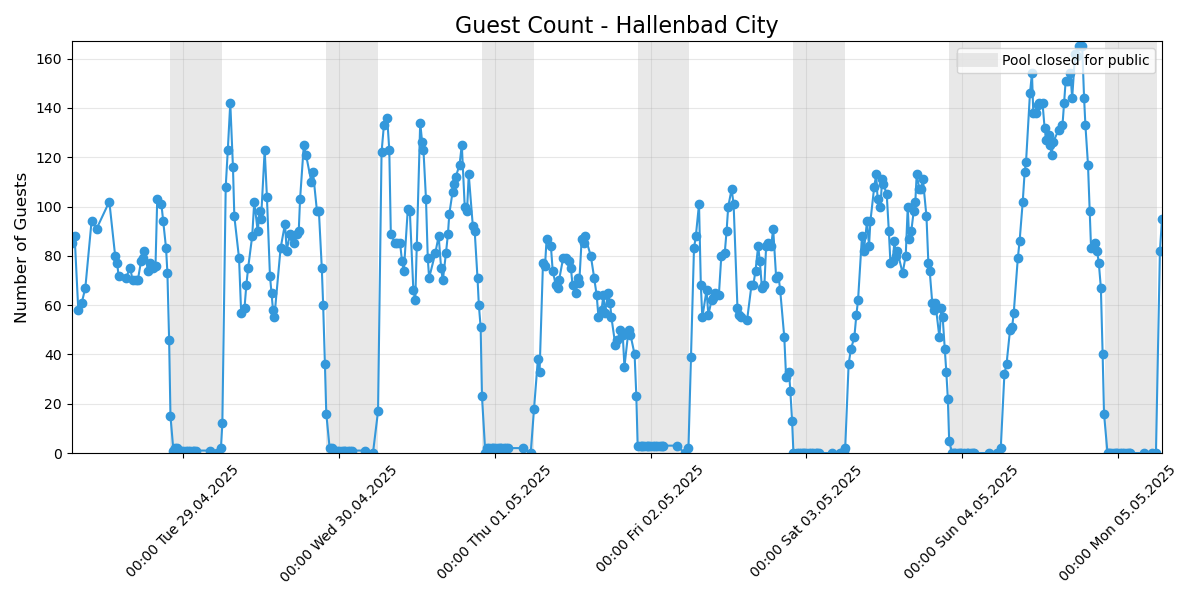 Guest Count - Hallenbad City
Pool closed for public
Number of Guests
160
140
120
100
80
60
40
20
0
00:00 Tue 29.04.2025
00:00 Wed 30.04.2025
00:00 Thu 01.05.2025
00:00 Fri 02.05.2025
00:00 Sat 03.05.2025
00:00 Sun 04.05.2025
00:00 Mon 05.05.2025